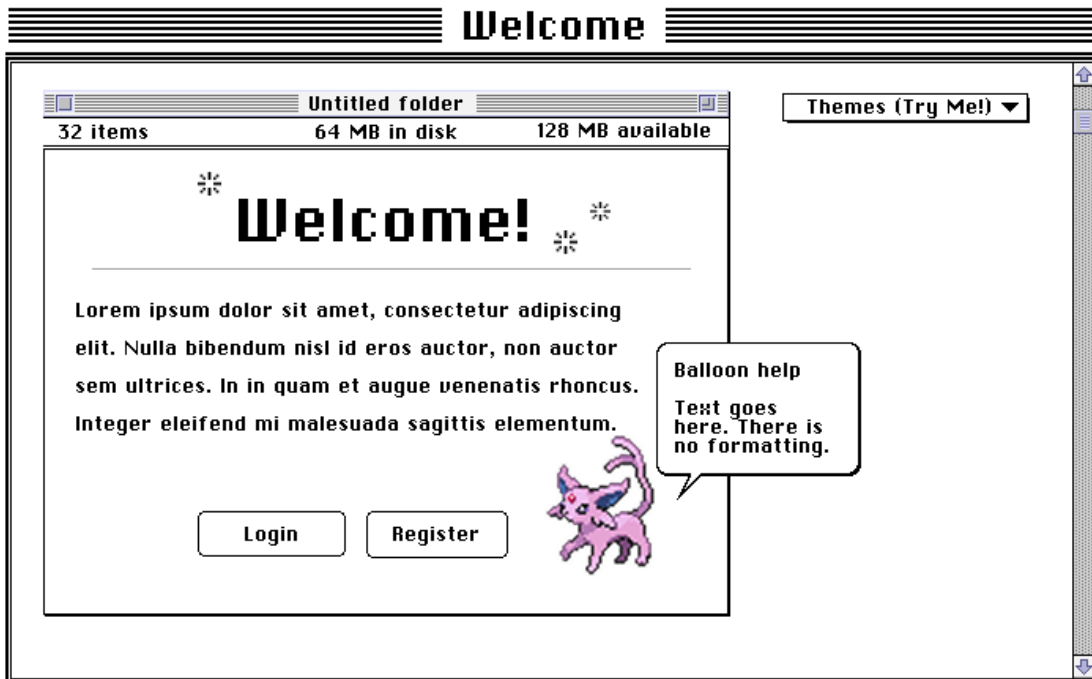 Welcome
Untitled folder
Themes (Try Me!)
32 items 64 MB in disk 128 MB available
Welcome!
Lorem ipsum dolor sit amet, consectetur adipiscing
elit. Nulla bibendum nisl id eros auctor, non auctor
sem ultrices. In in quam et augue venenatis rhoncus.
Integer eleifend mi malesuada sagittis elementum.
Balloon help
Text goes
here. There is
no formatting.
Login
Register